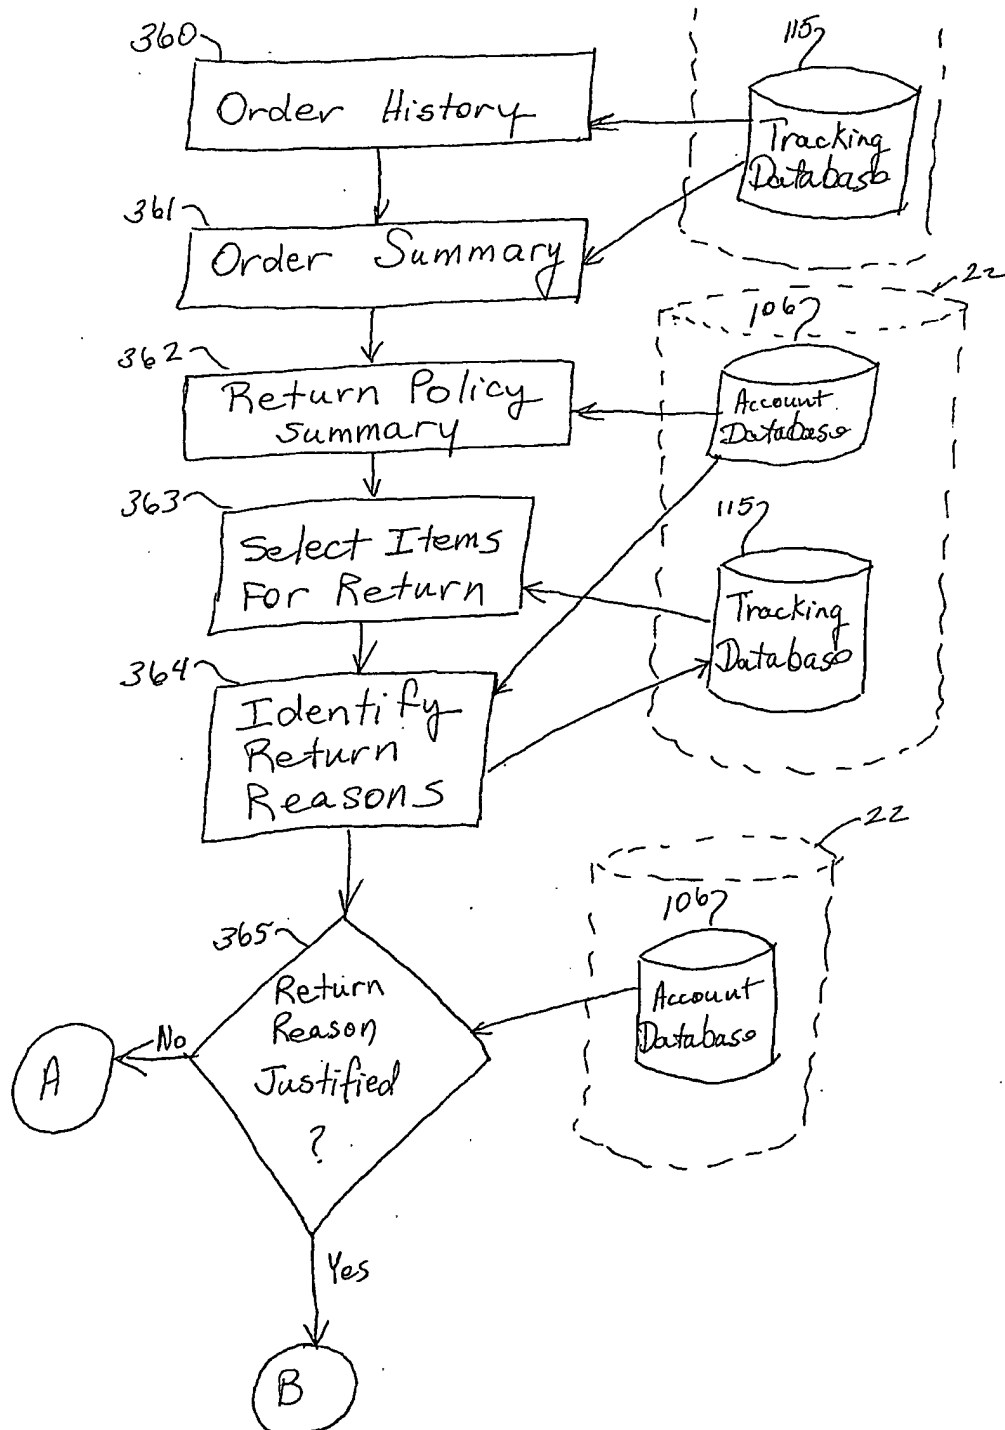 360
Order History
115
Tracking
Database
361
Order Summary
22
106
362
Return Policy
Summary
Account
Database
363
Select Items
For Return
115
Tracking
Database
364
Identify
Return
Reasons
22
106
365
Return
Reason
Justified
?
Account
Database
No
A
Yes
B